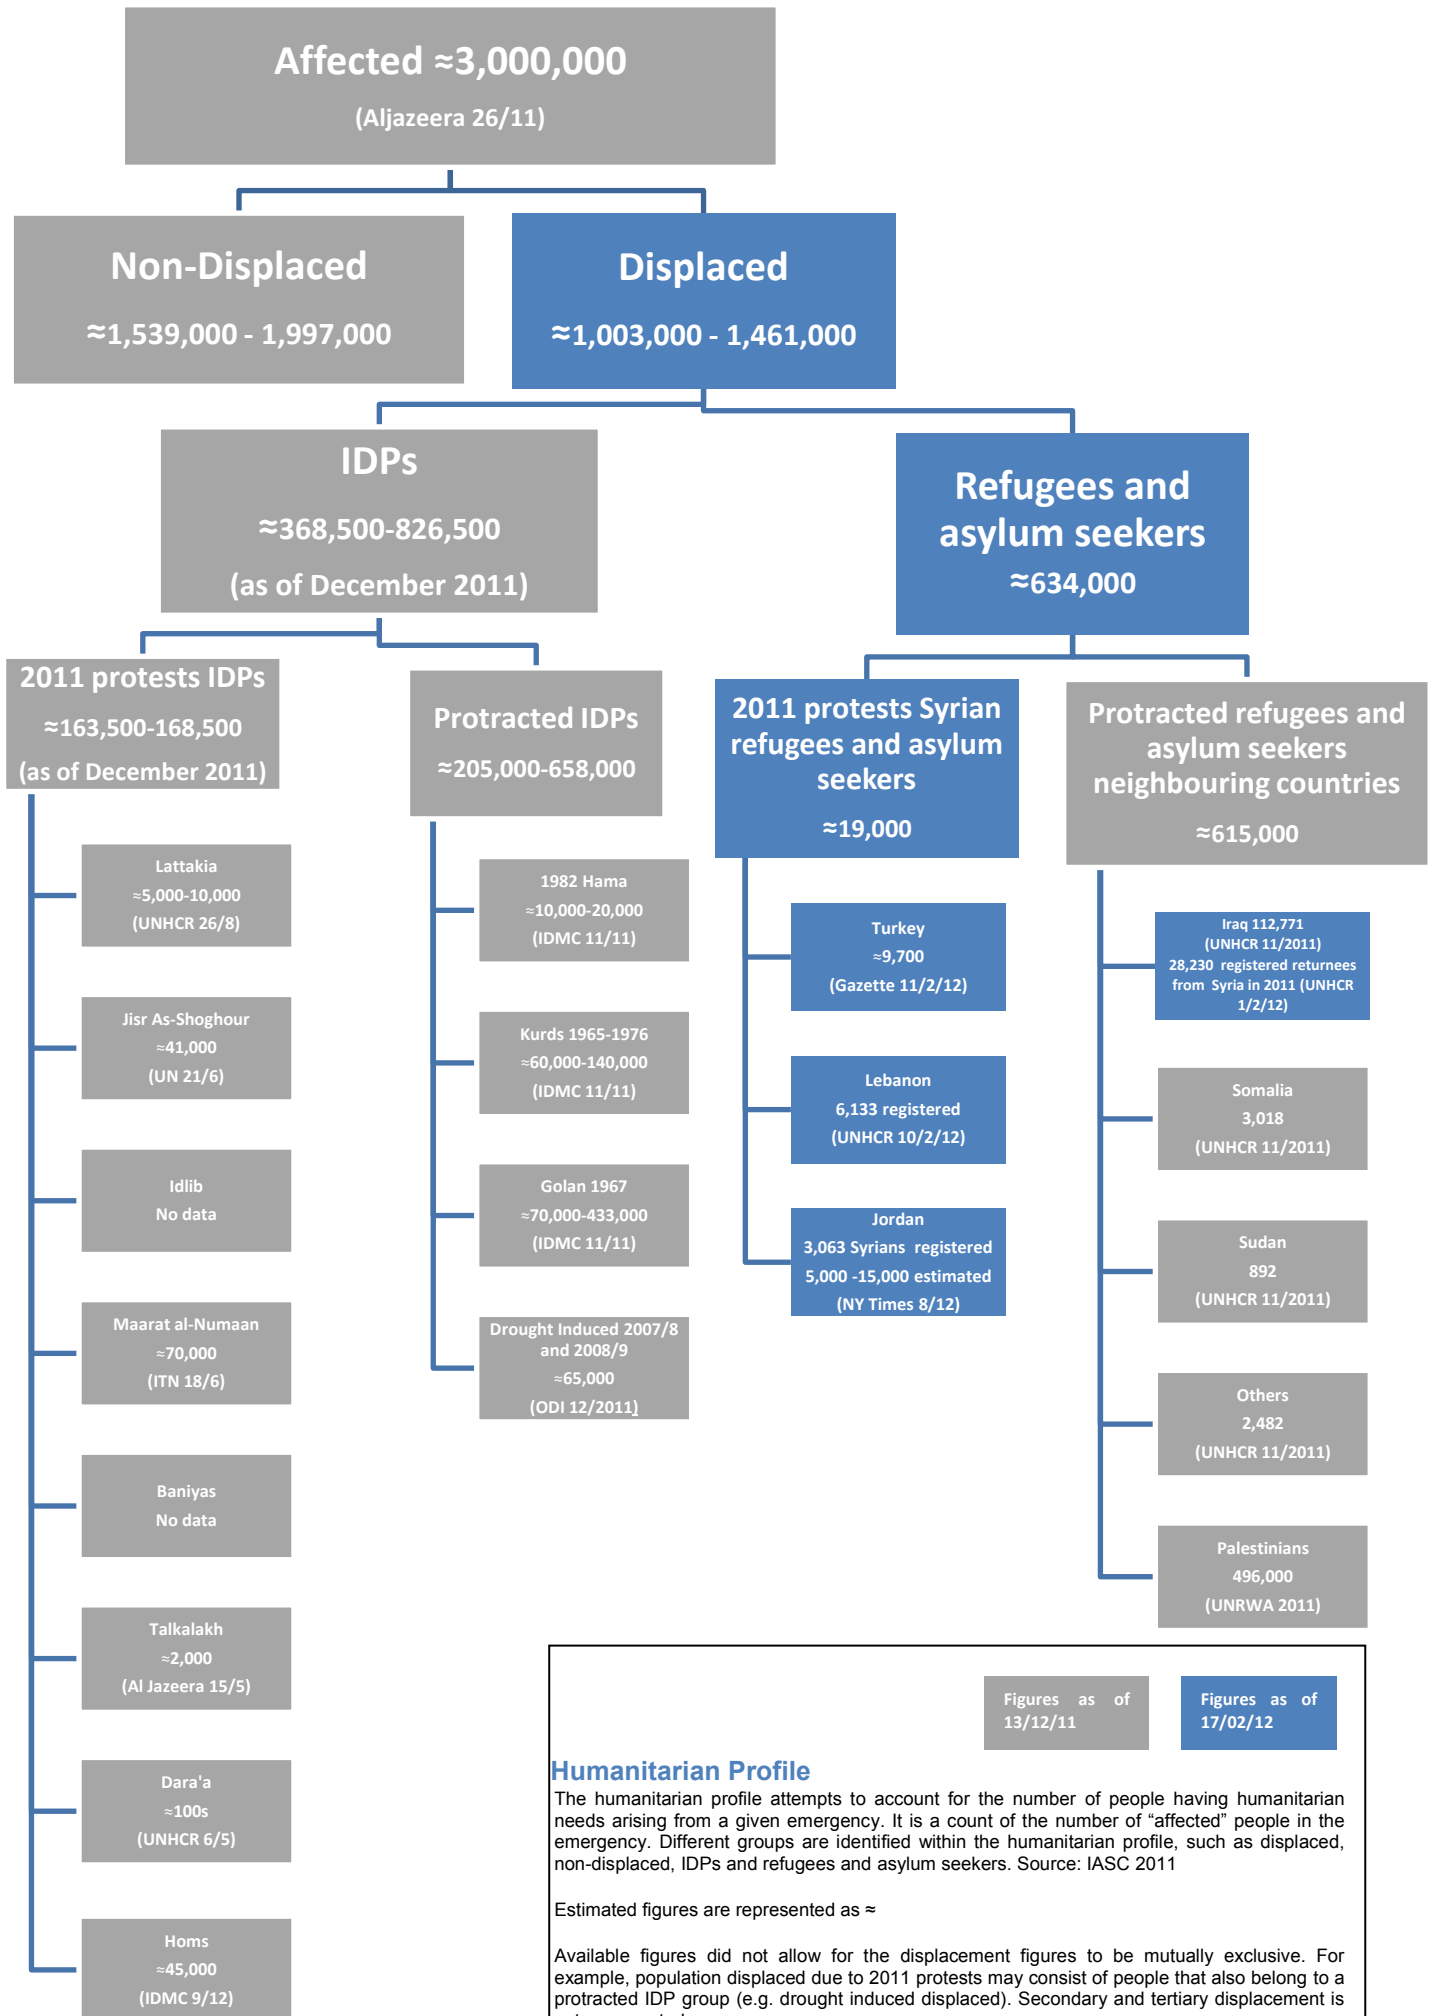 Affected ≈3,000,000
(Aljazeera 26/11)
Non-Displaced
≈1,539,000 - 1,997,000
Displaced
≈1,003,000 - 1,461,000
IDPs
≈368,500-826,500
(as of December 2011)
Refugees and
asylum seekers
≈634,000
2011 protests IDPs
≈163,500-168,500
(as of December 2011)
Protracted IDPs
≈205,000-658,000
2011 protests Syrian
refugees and asylum
seekers
≈19,000
Protracted refugees and
asylum seekers
neighbouring countries
≈615,000
Lattakia
≈5,000-10,000
(UNHCR 26/8)
Jisr As-Shoghour
≈41,000
(UN 21/6)
Idlib
No data
Maarat al-Numaan
≈70,000
(ITN 18/6)
Baniyas
No data
Talkalakh
≈2,000
(Al Jazeera 15/5)
Dara'a
≈100s
(UNHCR 6/5)
Homs
≈45,000
(IDMC 9/12)
1982 Hama
≈10,000-20,000
(IDMC 11/11)
Kurds 1965-1976
≈60,000-140,000
(IDMC 11/11)
Golan 1967
≈70,000-433,000
(IDMC 11/11)
Drought Induced 2007/8
and 2008/9
≈65,000
(ODI 12/2011)
Turkey
≈9,700
(Gazette 11/2/12)
Lebanon
6,133 registered
(UNHCR 10/2/12)
Jordan
3,063 Syrians registered
5,000 -15,000 estimated
(NY Times 8/12)
Iraq 112,771
(UNHCR 11/2011)
28,230 registered returnees
from Syria in 2011 (UNHCR
1/2/12)
Somalia
3,018
(UNHCR 11/2011)
Sudan
892
(UNHCR 11/2011)
Others
2,482
(UNHCR 11/2011)
Palestinians
496,000
(UNRWA 2011)
Figures as of
13/12/11
Figures as of
17/02/12
Humanitarian Profile
The humanitarian profile attempts to account for the number of people having humanitarian
needs arising from a given emergency. It is a count of the number of “affected” people in the
emergency. Different groups are identified within the humanitarian profile, such as displaced,
non-displaced, IDPs and refugees and asylum seekers. Source: IASC 2011
Estimated figures are represented as ≈
Available figures did not allow for the displacement figures to be mutually exclusive. For
example, population displaced due to 2011 protests may consist of people that also belong to a
protracted IDP group (e.g. drought induced displaced). Secondary and tertiary displacement is